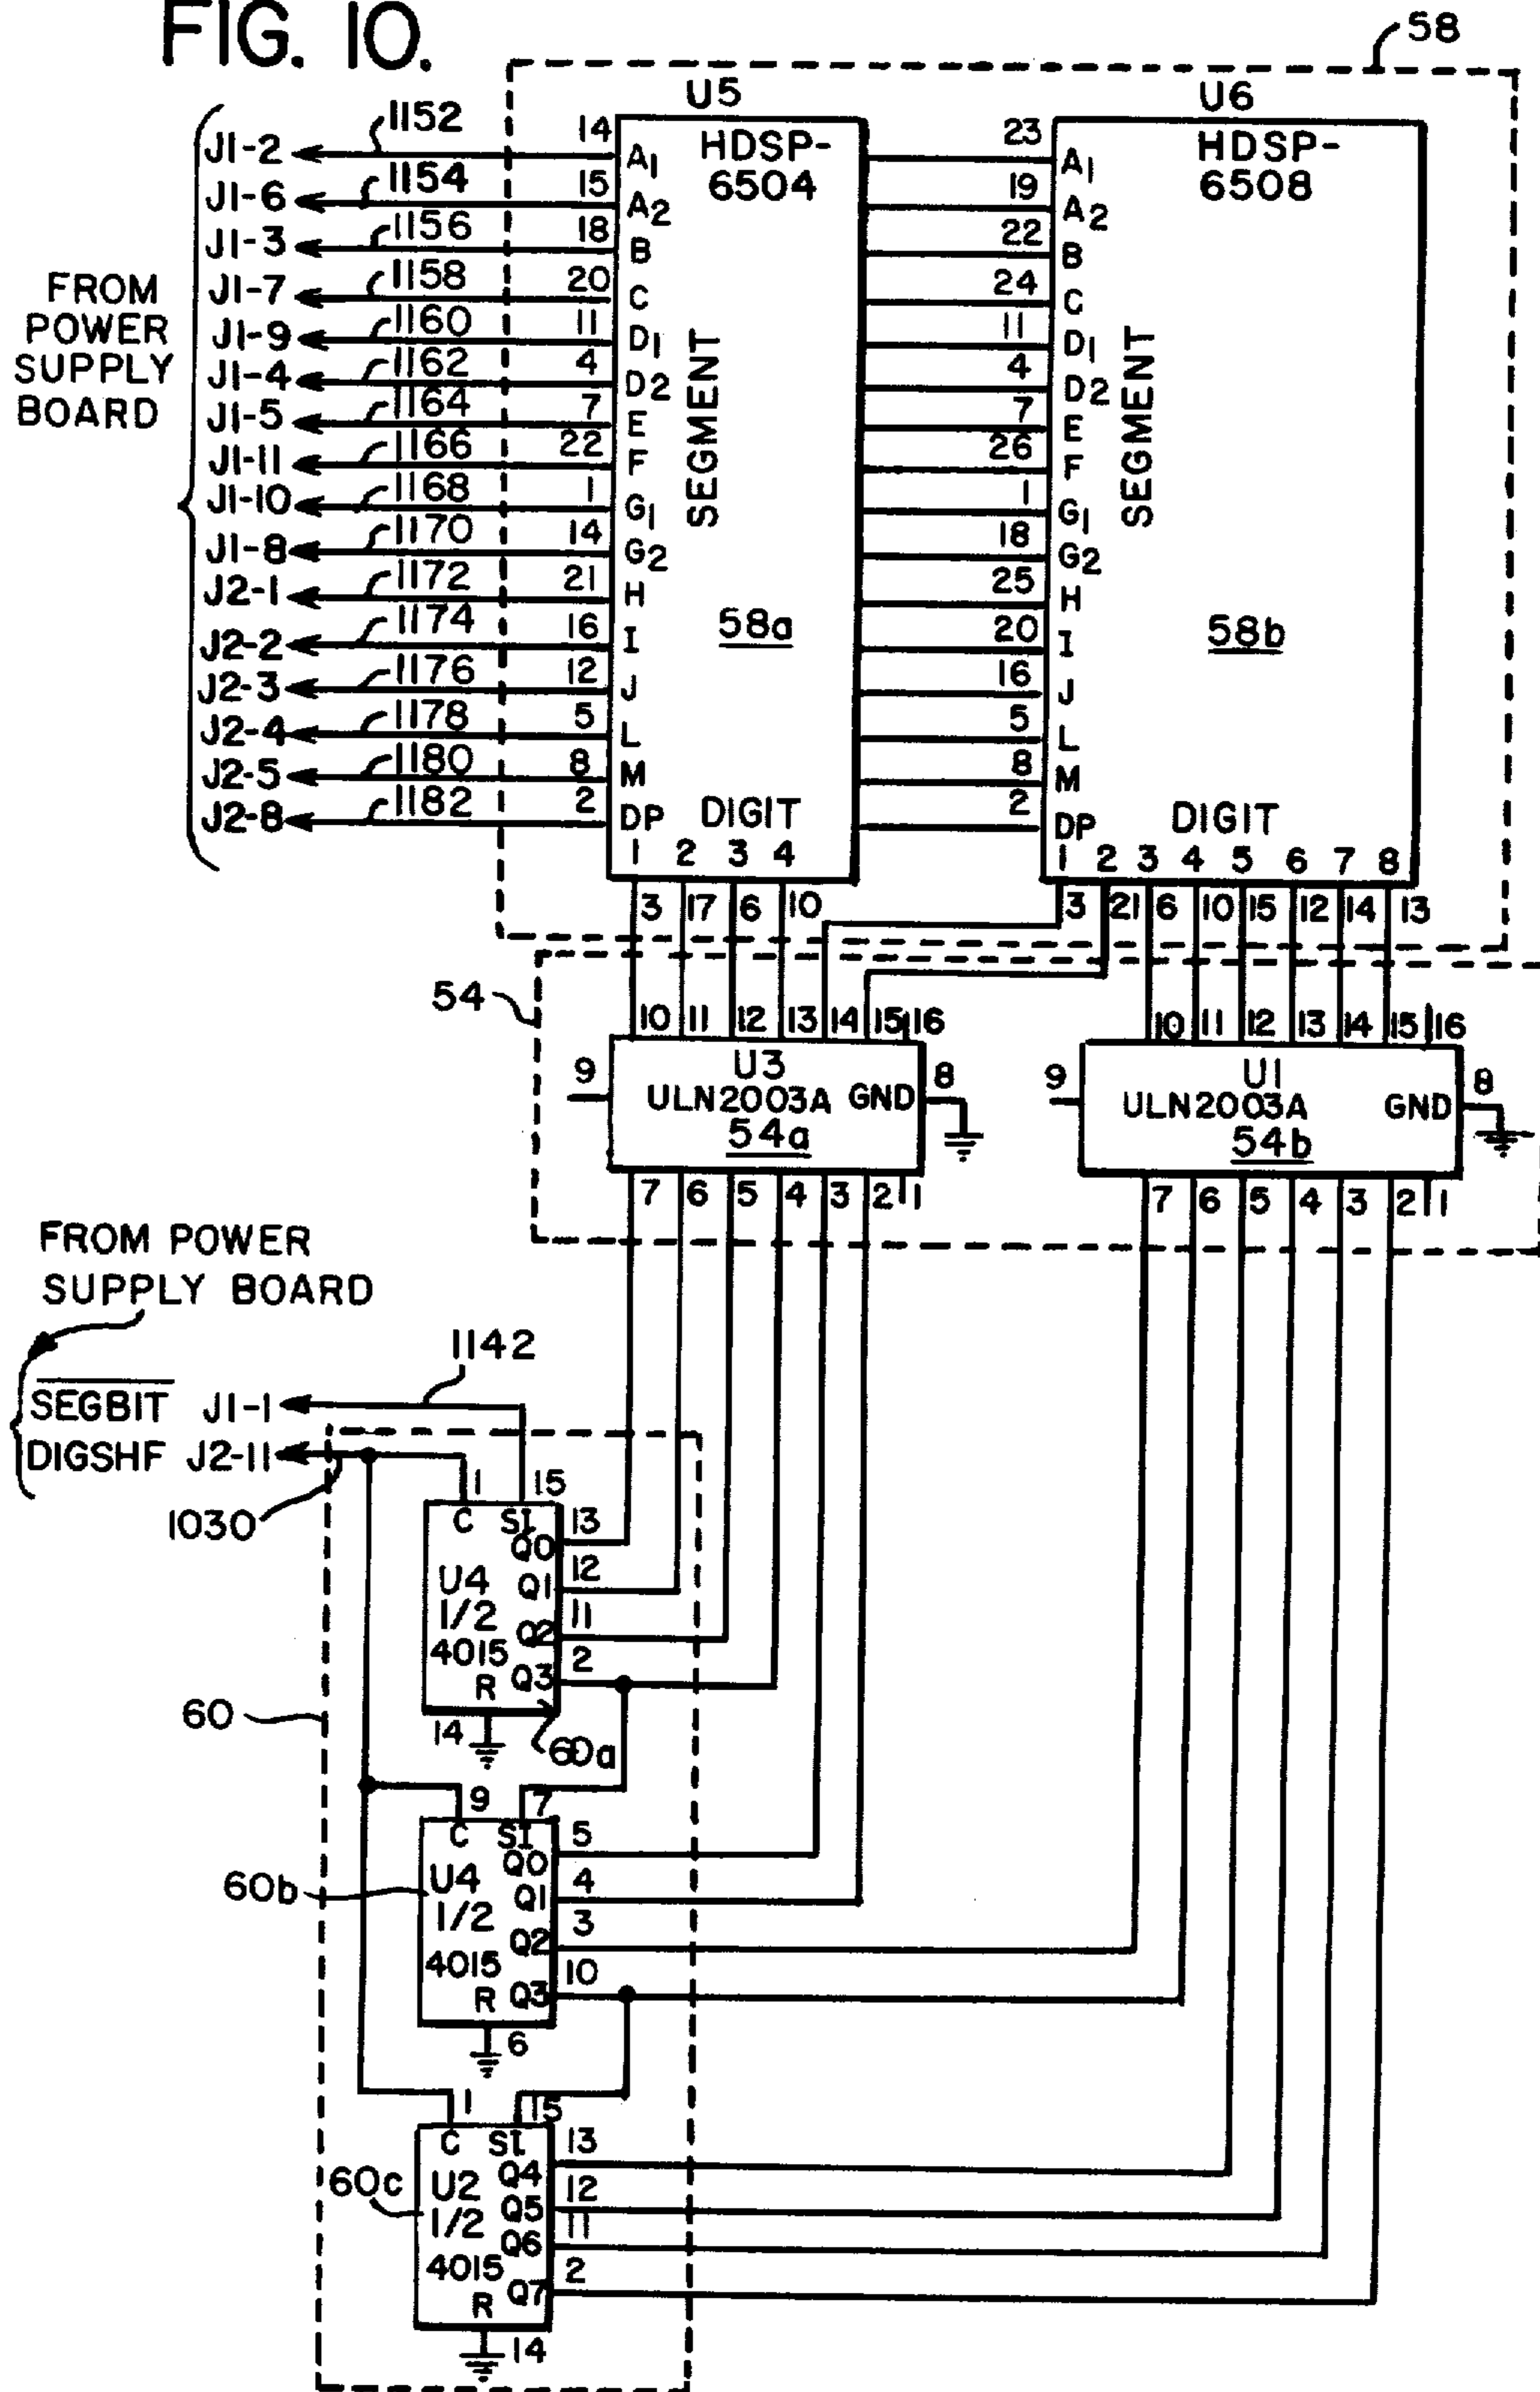 FIG. 10.
58
U5
U6
FROM
POWER
SUPPLY
BOARD
J1-2 1152 14 A1 HDSP- 23 A1 HDSP-
J1-6 1154 15 A2 6504 19 A2 6508
J1-3 1156 18 B 22 B
J1-7 1158 20 C 24 C
J1-9 1160 11 D1 11 D1
J1-4 1162 4 D2 4 D2
J1-5 1164 7 E 7 E
J1-11 1166 22 F 26 F
J1-10 1168 1 G1 1 G1
J1-8 1170 14 G2 18 G2
J2-1 1172 21 H 25 H
J2-2 1174 16 I 20 I
J2-3 1176 12 J 16 J
J2-4 1178 5 L 5 L
J2-5 1180 8 M 8 M
J2-8 1182 2 DP 2 DP
SEGMENT
SEGMENT
58a
58b
DIGIT
DIGIT
1 2 3 4
1 2 3 4 5 6 7 8
3 17 6 10
3 21 6 10 15 12 14 13
54
10 11 12 13 14 15 16
10 11 12 13 14 15 16
9 U3 8
ULN2003A GND
54a
9 U1 8
ULN2003A GND
54b
7 6 5 4 3 2 1
7 6 5 4 3 2 1
FROM POWER
SUPPLY BOARD
1142
SEGBIT J1-1
DIGSHF J2-11
1030
1 15
C SI
Q0 13
U4 Q1 12
1/2 Q2 11
4015 Q3 2
R
14
60a
60
9 7
C SI
Q0 5
60b U4 Q1 4
1/2 Q2 3
4015 Q3 10
R
6
1 15
C SI
Q4 13
60c U2 Q5 12
1/2 Q6 11
4015 Q7 2
R
14